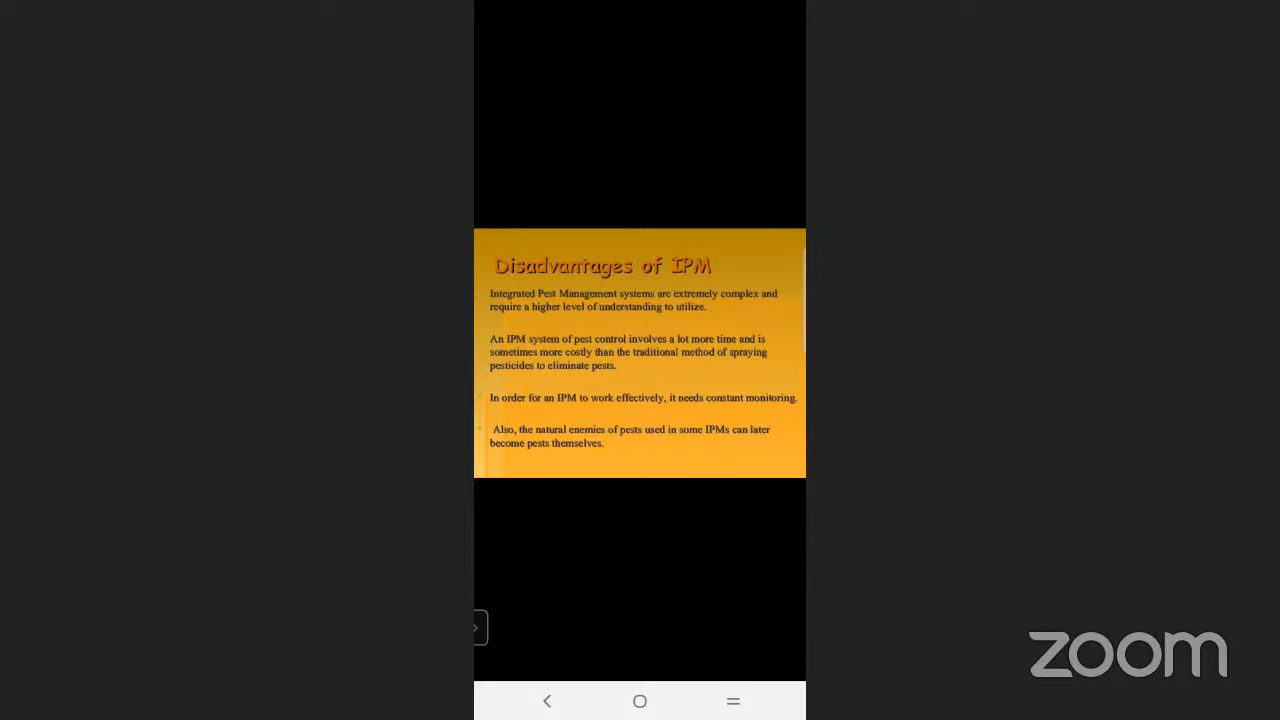 Disadvantages of IPM
Integrated Pest Management systems are extremely complex and
require a higher level of understanding to utilize.
An IPM system of pest control involves a lot more time and is
sometimes more costly than the traditional method of spraying
pesticides to eliminate pests.
In order for an IPM to work effectively, it needs constant monitoring.
Also, the natural enemies of pests used in some IPMs can later
become pests themselves.
zoom